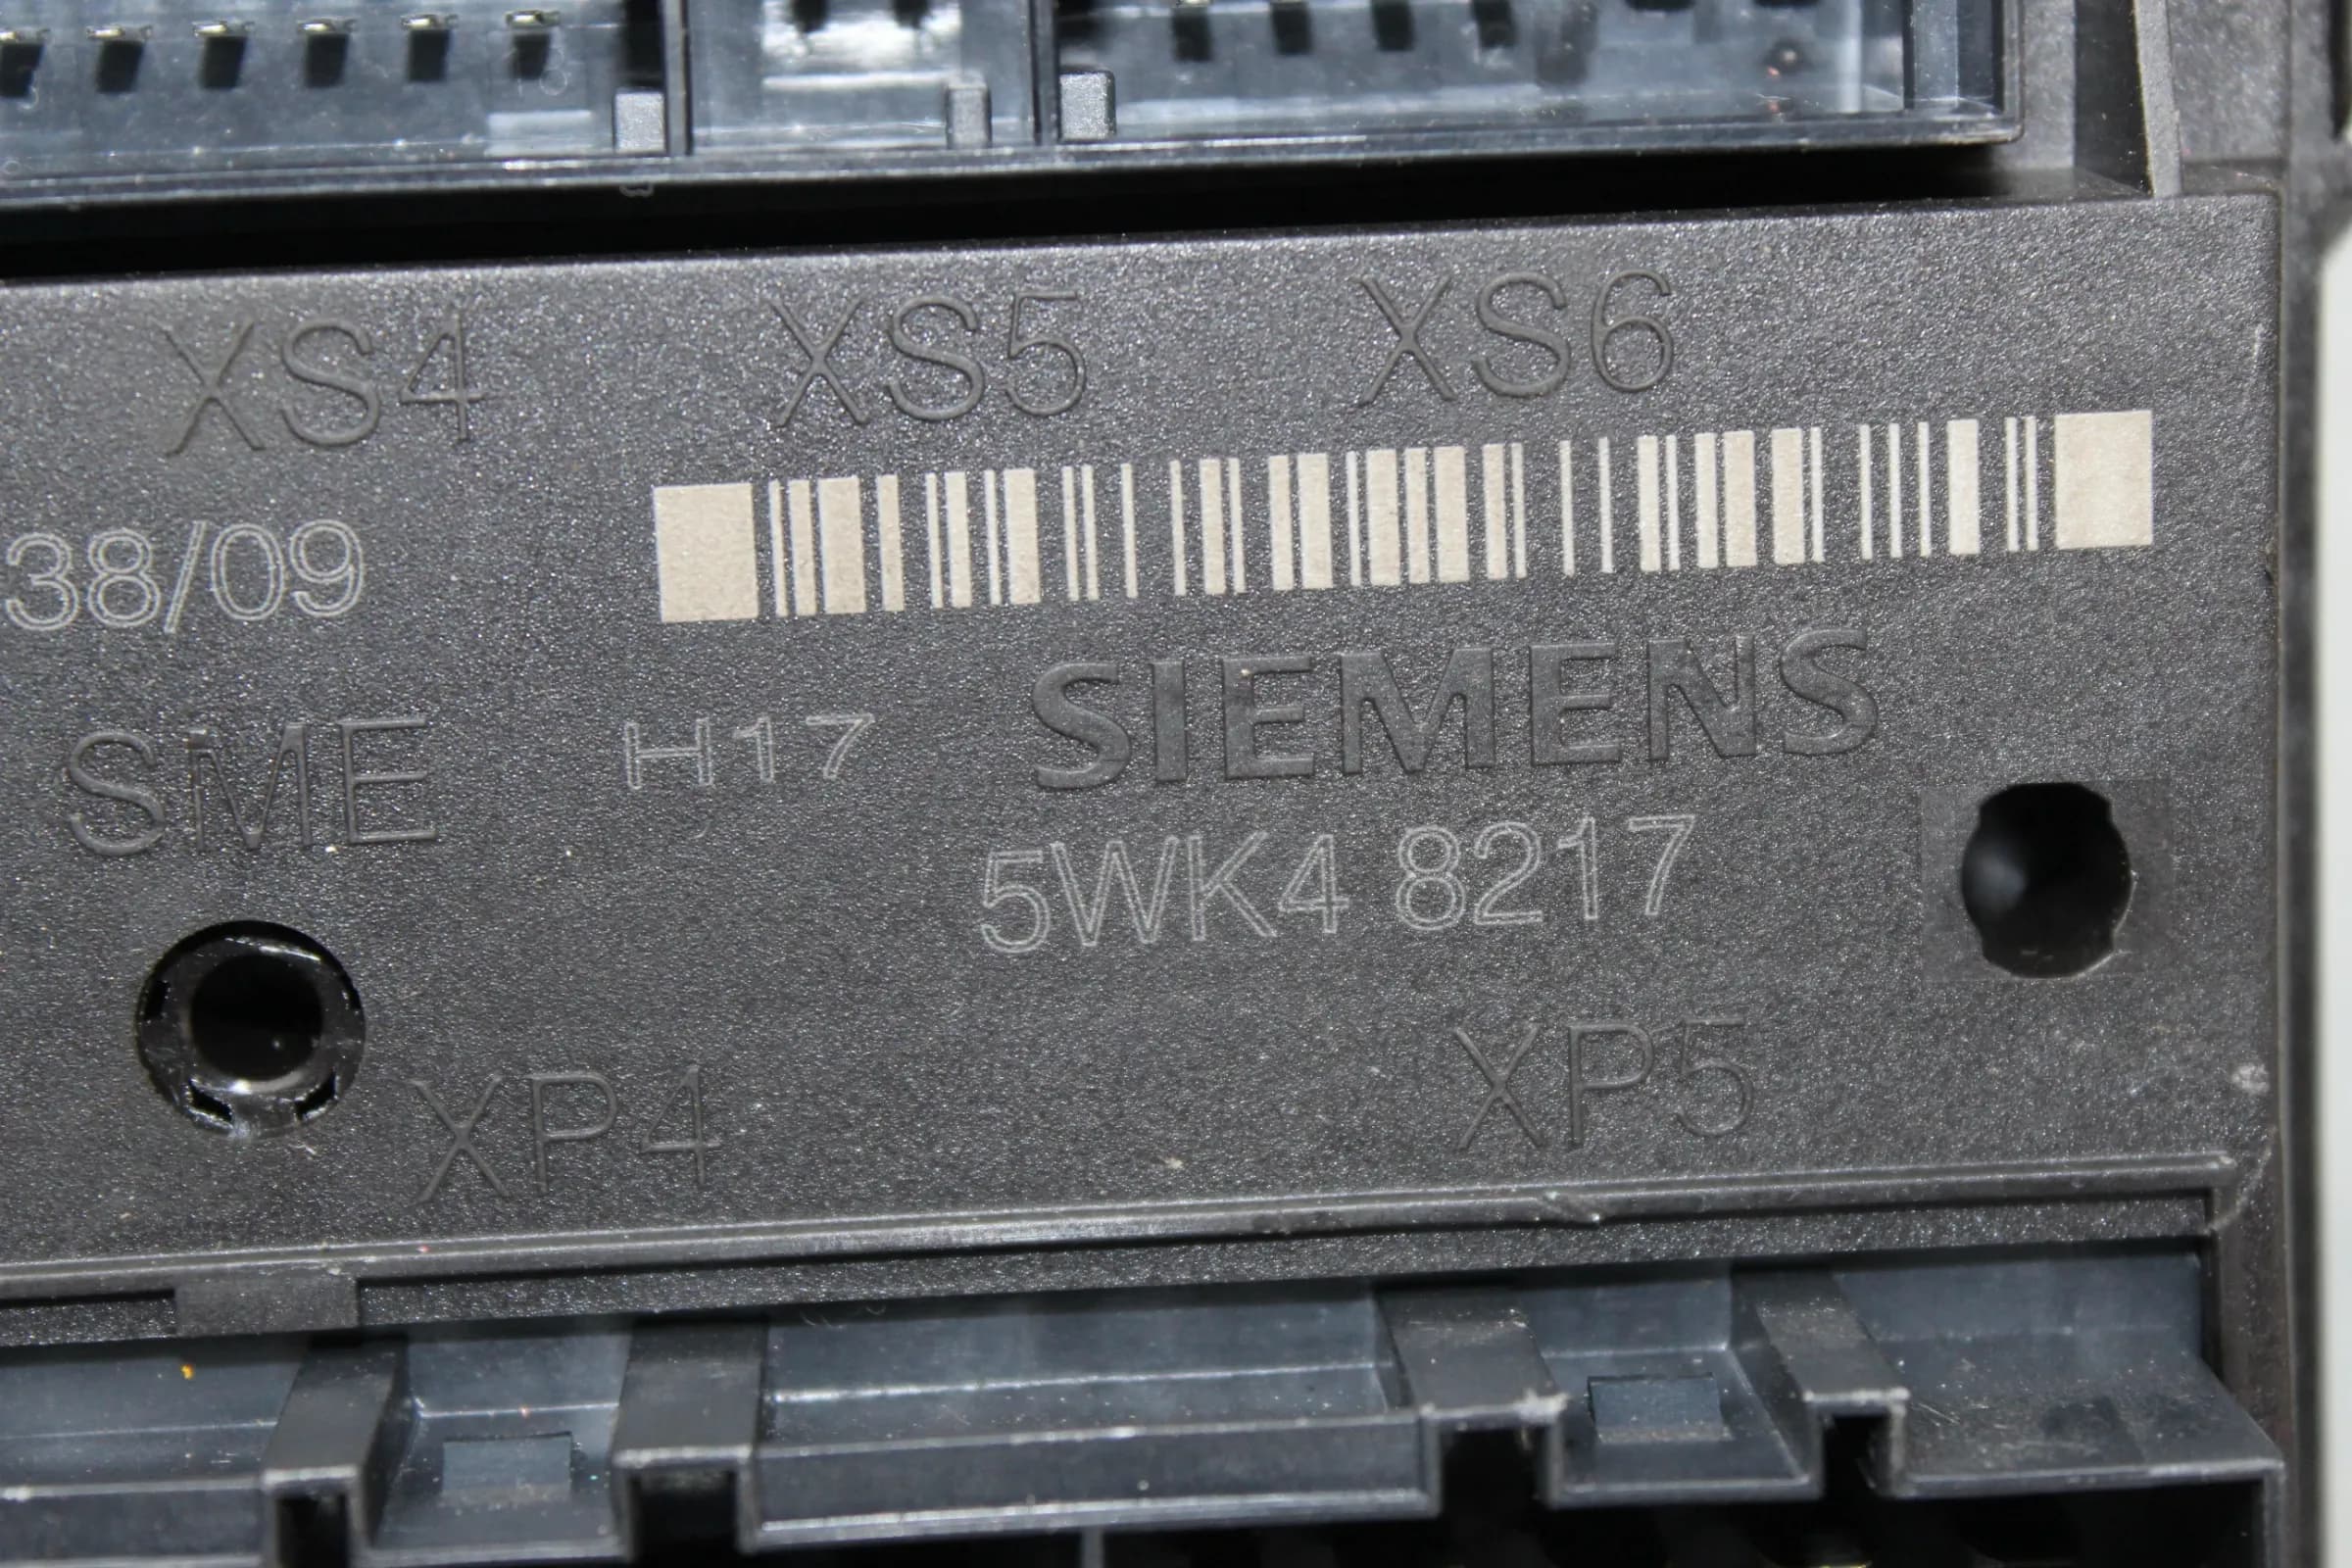 XS4 XS5 XS6
38/09
SME H17 SIEMENS
5WK4 8217
XP4 XP5